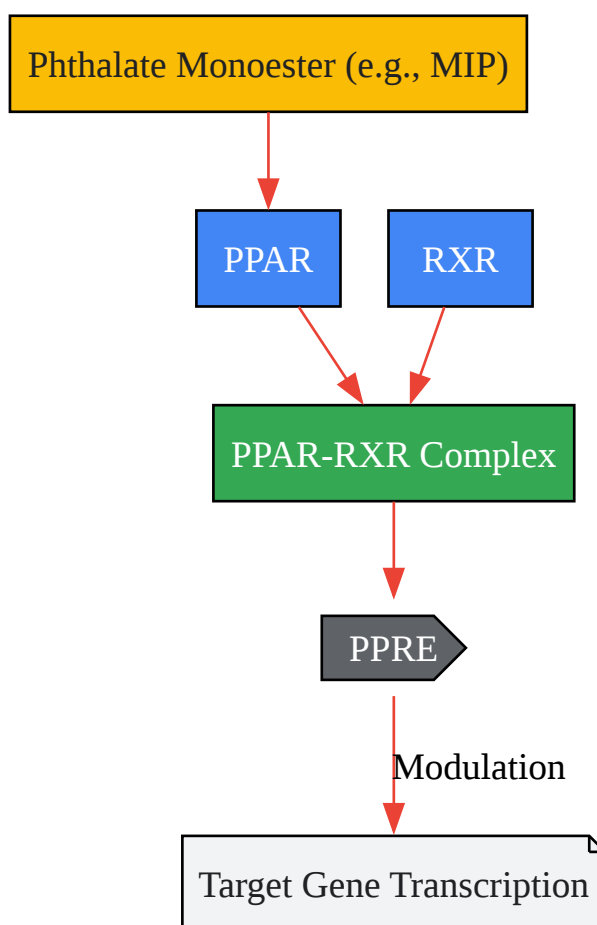 Phthalate Monoester (e.g., MIP)
PPAR
RXR
PPAR-RXR Complex
PPRE
Modulation
Target Gene Transcription